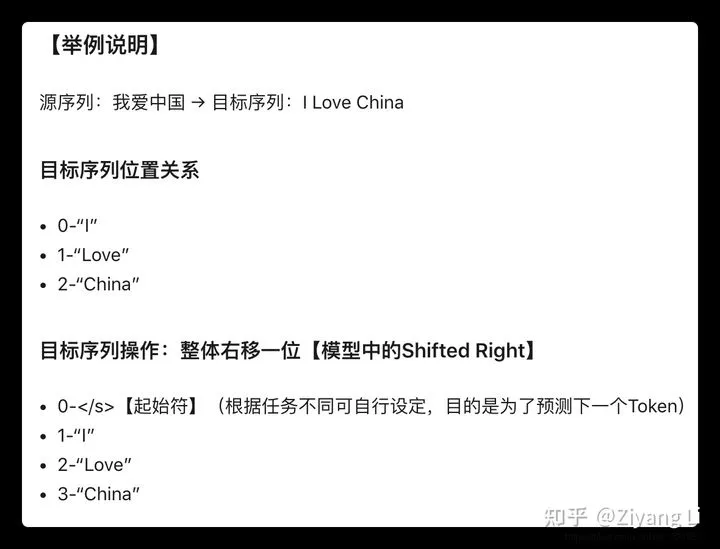 【举例说明】
源序列：我爱中国 → 目标序列：I Love China
目标序列位置关系
• 0-“I”
• 1-“Love”
• 2-“China”
目标序列操作：整体右移一位【模型中的Shifted Right】
• 0-</s>【起始符】（根据任务不同可自行设定，目的是为了预测下一个Token）
• 1-“I”
• 2-“Love”
• 3-“China”
知乎 @Ziyang Li